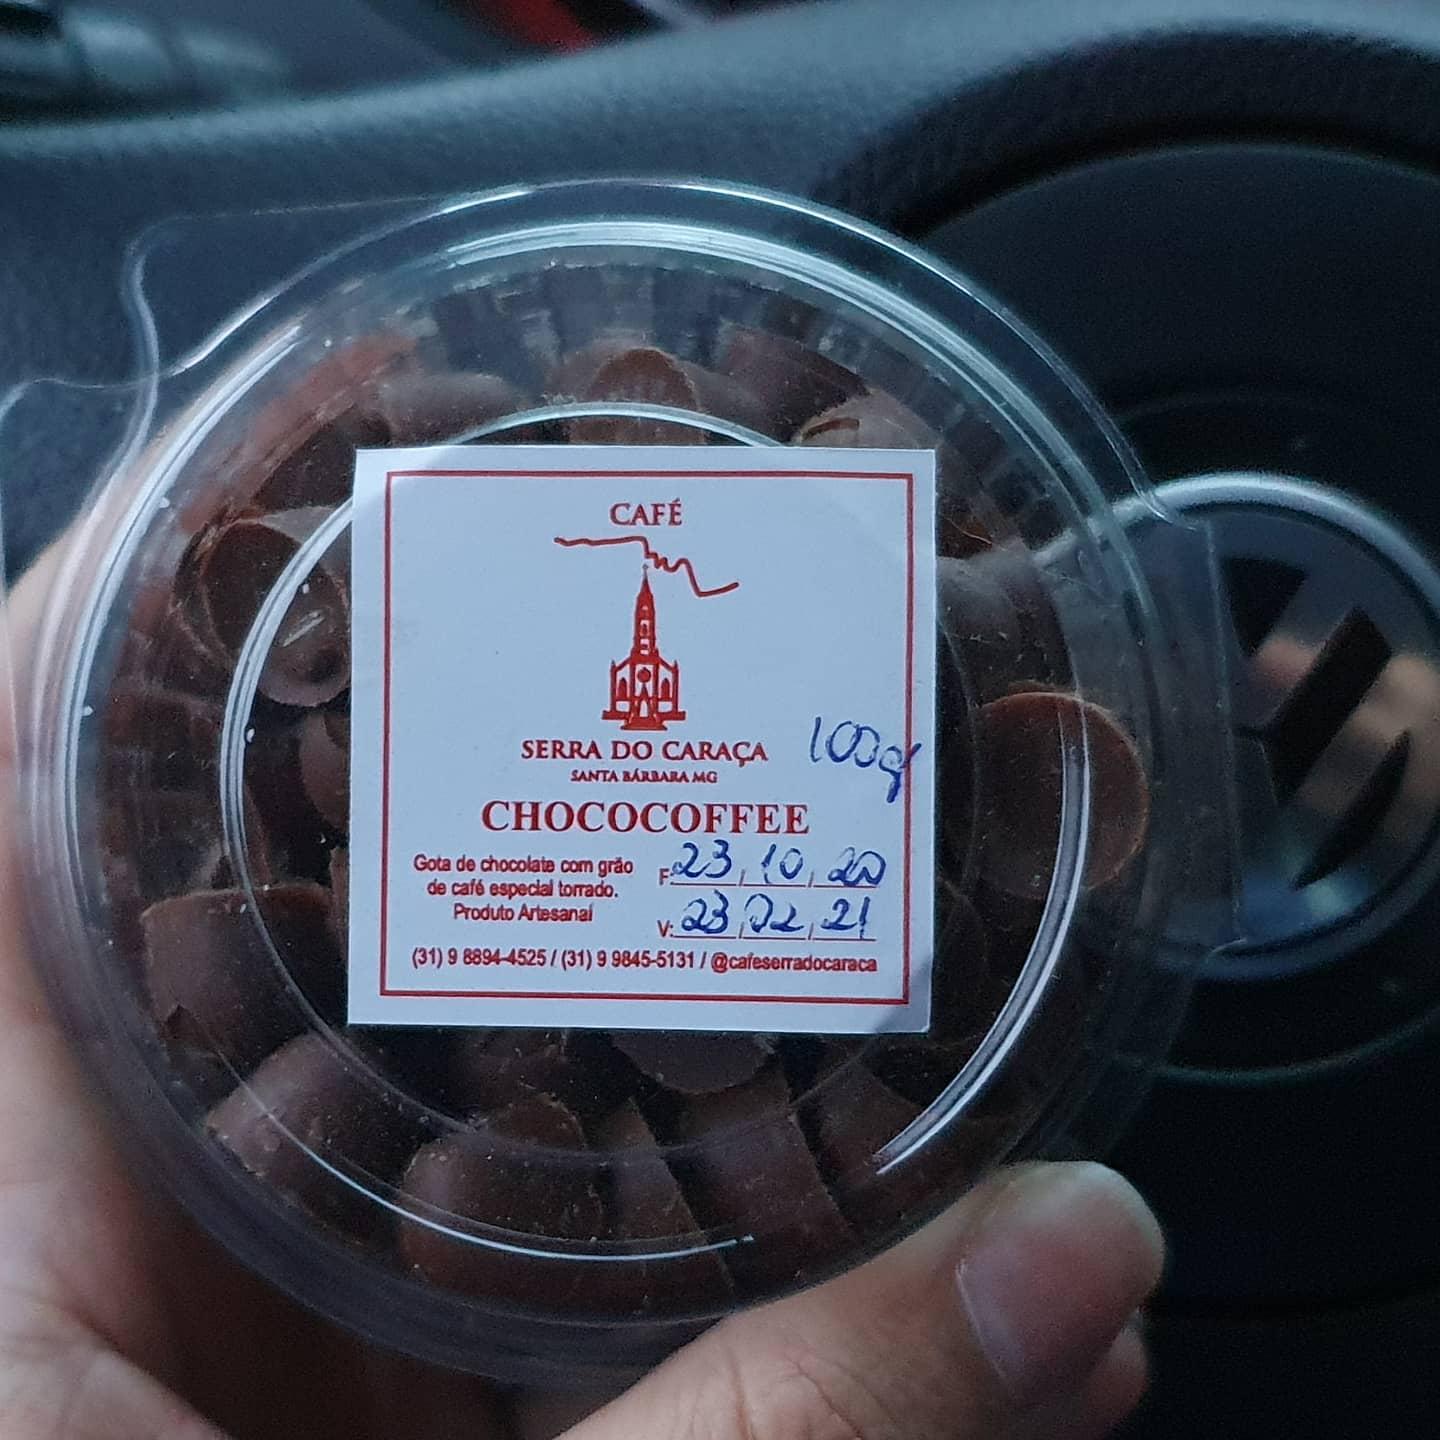 CAFÉ
SERRA DO CARAÇA
SANTA BÁRBARA MG
100g
CHOCOCOFFEE
Gota de chocolate com grão
de café especial torrado.
Produto Artesanal
F: 23, 10, 20
V: 23, 02, 21
(31) 9 8894-4525 / (31) 9 9845-5131 / @cafeserradocaraca